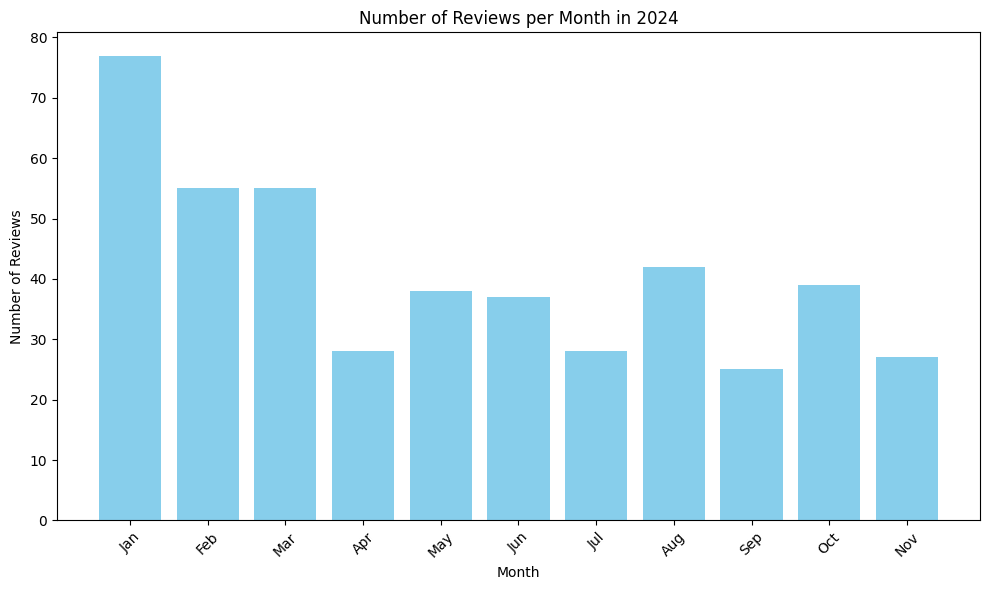 Number of Reviews per Month in 2024
Number of Reviews
80
70
60
50
40
30
20
10
0
Jan
Feb
Mar
Apr
May
Jun
Jul
Aug
Sep
Oct
Nov
Month